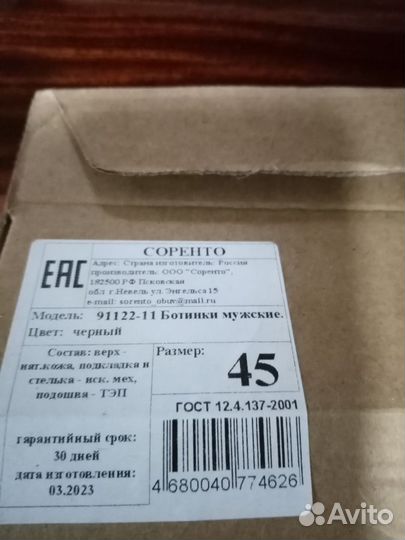 СОРЕНТО
ЕАС
Адрес: Страна изготовитель: Россия
производитель: ООО "Соренто",
182500 РФ Псковская
обл. г.Невель ул. Энгельса 15
e-mail: sorento_obuv@mail.ru
Модель: 91122-11 Ботинки мужские.
Цвет: черный
Состав: верх -
нат.кожа, подкладка и
стелька - иск. мех,
подошва - ТЭП
Размер:
45
ГОСТ 12.4.137-2001
гарантийный срок:
30 дней
дата изготовления:
03.2023
4 680040 774626
Avito